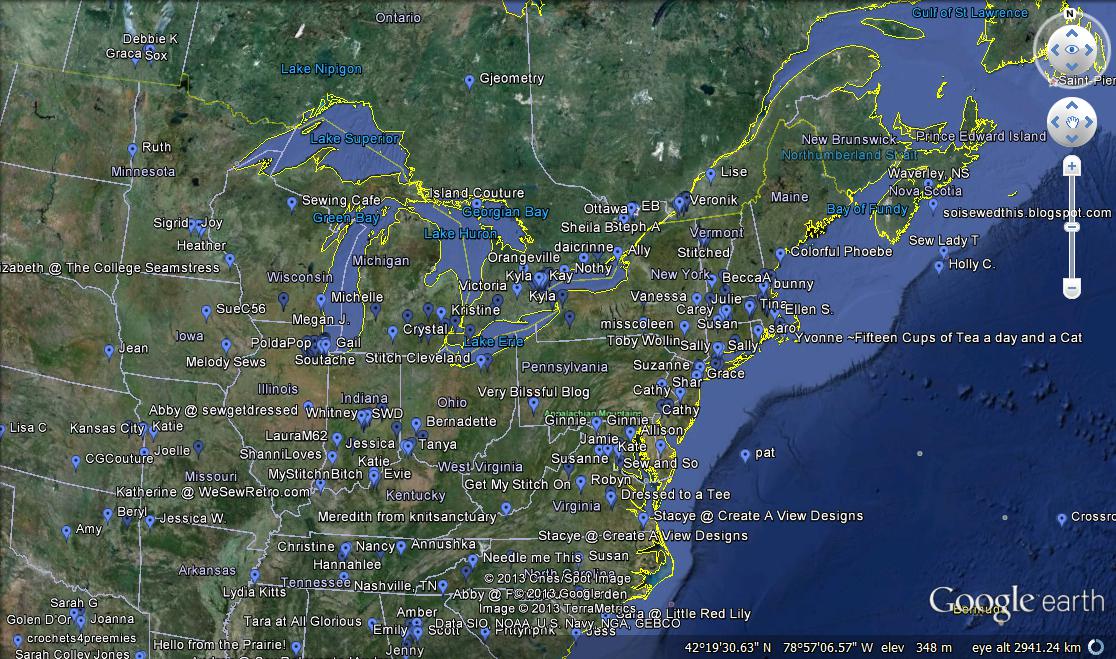 Ontario
Gulf of St Lawrence
N
Debbie K
Graca Sox
Lake Nipigon
Gjeometry
Saint-Pier
Lake Superior
New Brunswick
Prince Edward Island
Ruth
Northumberland Strait
Minnesota
Lise
Waverley, NS
Island Couture
Maine
Nova Scotia
Sewing Cafe
Veronik
Georgian Bay
Ottawa
EB
Bay of Fundy
soisewedthis.blogspot.com
Green Bay
Sigrid
Joy
Sheila B
Steph A
Lake Huron
Vermont
Sew Lady T
Heather
daicrinne
Ally
Stitched
Colorful Phoebe
Michigan
Orangeville
Holly C.
izabeth @ The College Seamstress
Nothy
Wisconsin
Kyla
Kay
New York
BeccaA
bunny
Victoria
Michelle
Kyla
Vanessa
Julie
Tina
SueC56
Kristine
Carey
Ellen S.
Megan J.
Crystal
misscoleen
Susan
saro
Iowa
PoldaPop
Gail
Lake Erie
Toby Wollin
Sally
Sally
Yvonne ~Fifteen Cups of Tea a day and a Cat
Jean
Melody Sews
Soutache
Stitch Cleveland
Pennsylvania
Suzanne
Grace
Illinois
Very Bilssful Blog
Cathy
Shar
Indiana
Ohio
Abby @ sewgetdressed
Whitney
SWD
Appalachian Mountains
Cathy
Lisa C
Kansas City
Katie
Bernadette
Ginnie
Ginnie
Allison
LauraM62
Jessica
Tanya
Jamie
Kate
pat
Joelle
ShanniLoves
CGCouture
Katie
Susanne
Sew and So
Missouri
MyStitchnBitch
Evie
West Virginia
Katherine @ WeSewRetro.com
Kentucky
Get My Stitch On
Robyn
Dressed to a Tee
Beryl
Jessica W.
Meredith from knitsanctuary
Virginia
Stacye @ Create A View Designs
Crossro
Amy
Stacye @ Create A View Designs
Christine
Nancy
Annushka
Needle me This
Susan
Hannahlee
Arkansas
Tennessee
Nashville, TN
North Carolina
© 2013 Cnes/Spot Image
Lydia Kitts
Abby @
© 2013 Google
Sarah G
Amber
Image © 2013 TerraMetrics
Google earth
Bermuda
Golen D'Or
Joanna
Tara at All Glorious
Sara @ Little Red Lily
Data SIO, NOAA, U.S. Navy, NGA, GEBCO
Emily
Scott
Pittypnk
Jess
crochets4preemies
Hello from the Prairie!
Jenny
42°19'30.63" N 78°57'06.57" W elev 348 m eye alt 2941.24 km
Sarah Colley Jones